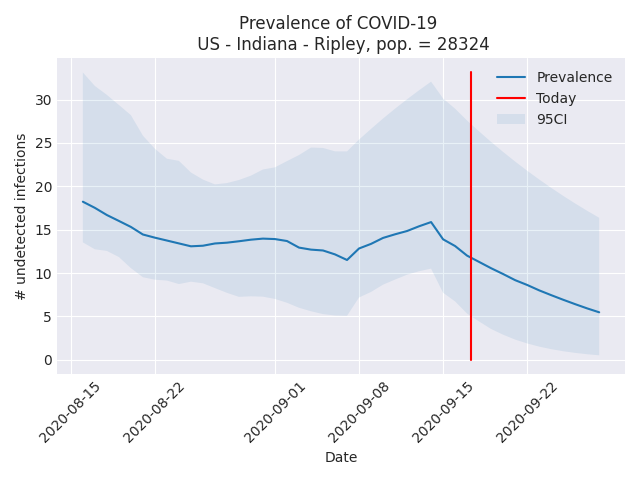 Prevalence of COVID-19
US - Indiana - Ripley, pop. = 28324
Prevalence
Today
95CI
# undetected infections
30
25
20
15
10
5
0
2020-08-15
2020-08-22
2020-09-01
2020-09-08
2020-09-15
2020-09-22
Date